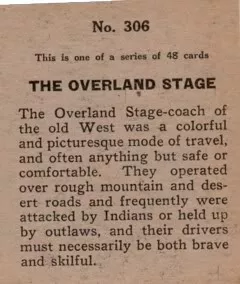 No. 306
This is one of a series of 48 cards
THE OVERLAND STAGE
The Overland Stage-coach of
the old West was a colorful
and picturesque mode of travel,
and often anything but safe or
comfortable. They operated
over rough mountain and des-
ert roads and frequently were
attacked by Indians or held up
by outlaws, and their drivers
must necessarily be both brave
and skilful.